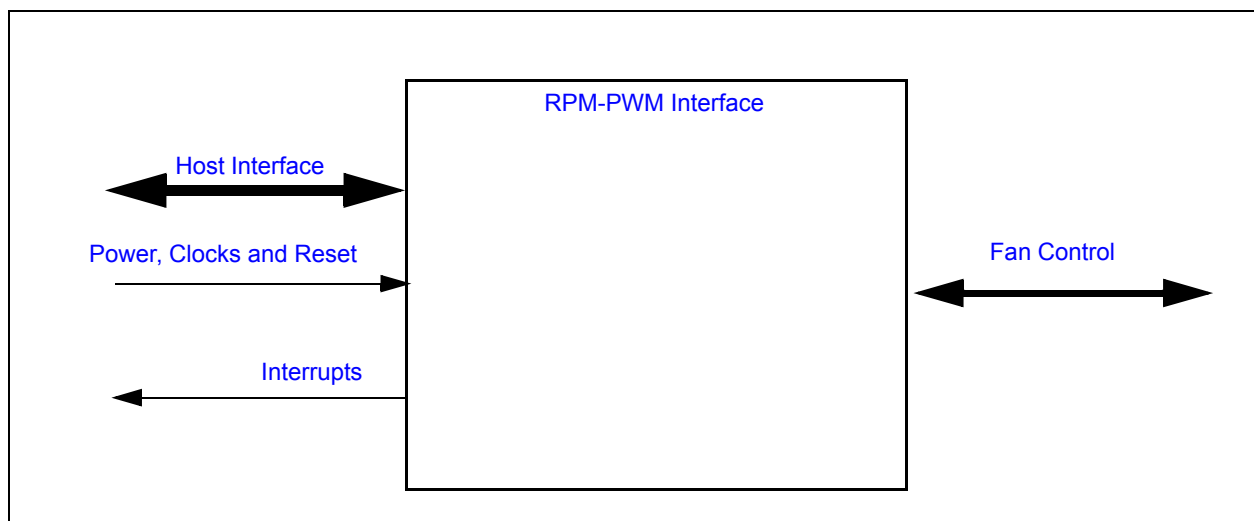 RPM-PWM Interface
Host Interface
Power, Clocks and Reset
Fan Control
Interrupts